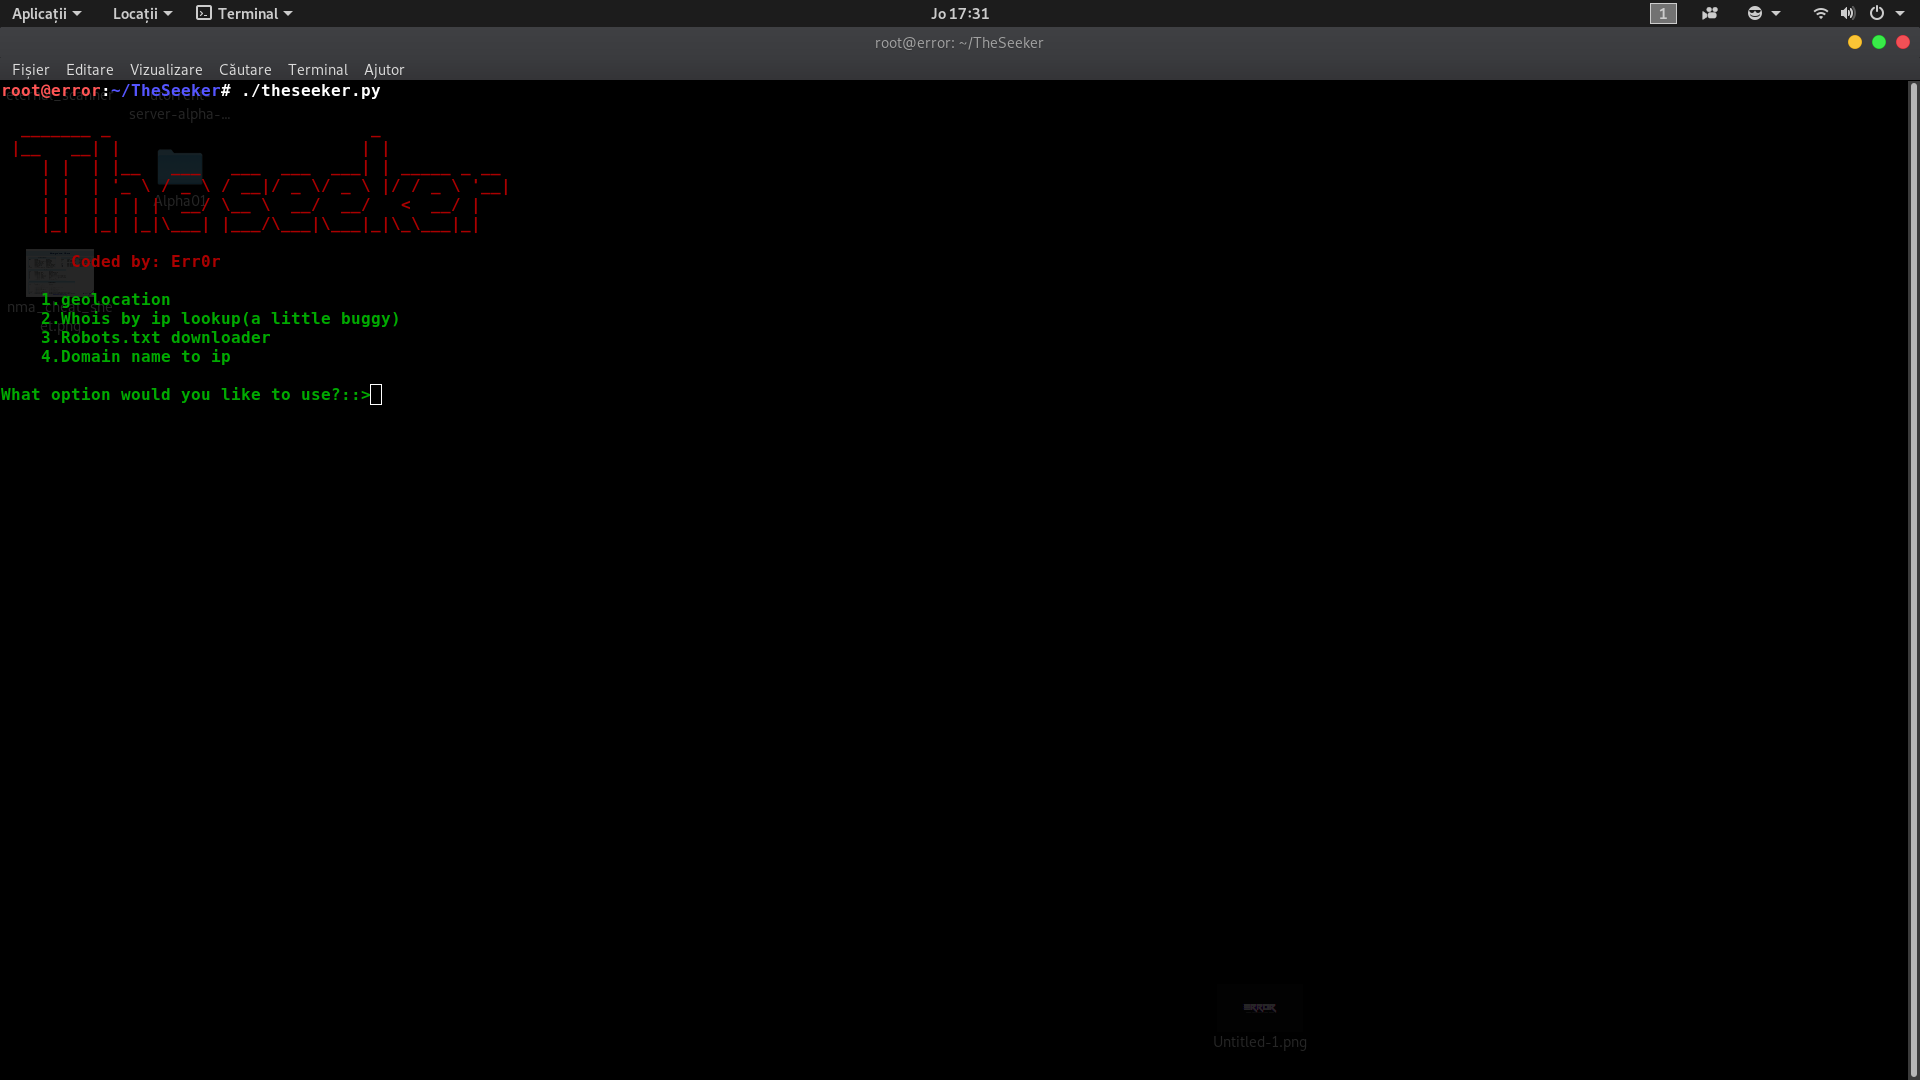 Aplicații Locații Terminal Jo 17:31 1
root@error: ~/TheSeeker
Fișier Editare Vizualizare Căutare Terminal Ajutor
root@error:~/TheSeeker# ./theseeker.py
server-alpha-...
Theseeker
Alpha01
Coded by: Err0r
1.geolocation
2.Whois by ip lookup(a little buggy)
3.Robots.txt downloader
4.Domain name to ip
What option would you like to use?::>
Untitled-1.png